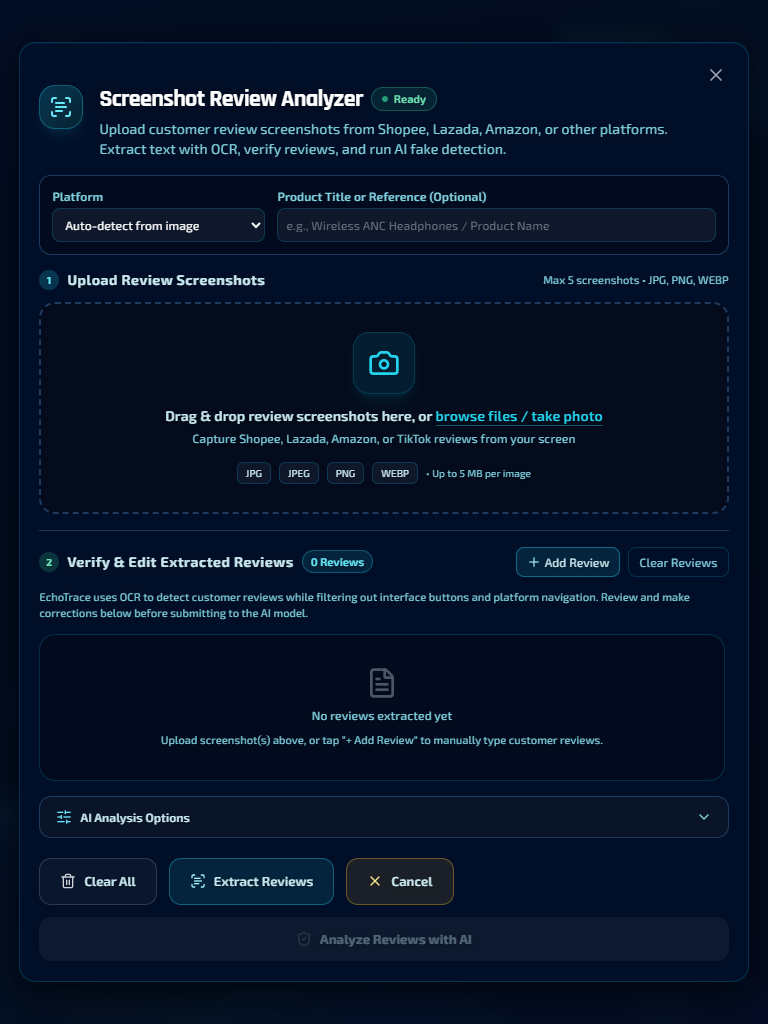 Screenshot Review Analyzer
Ready
Upload customer review screenshots from Shopee, Lazada, Amazon, or other platforms.
Extract text with OCR, verify reviews, and run AI fake detection.
Platform
Product Title or Reference (Optional)
Auto-detect from image
e.g., Wireless ANC Headphones / Product Name
1 Upload Review Screenshots
Max 5 screenshots • JPG, PNG, WEBP
Drag & drop review screenshots here, or browse files / take photo
Capture Shopee, Lazada, Amazon, or TikTok reviews from your screen
JPG JPEG PNG WEBP • Up to 5 MB per image
2 Verify & Edit Extracted Reviews
0 Reviews
Add Review
Clear Reviews
EchoTrace uses OCR to detect customer reviews while filtering out interface buttons and platform navigation. Review and make
corrections below before submitting to the AI model.
No reviews extracted yet
Upload screenshot(s) above, or tap "+ Add Review" to manually type customer reviews.
AI Analysis Options
Clear All
Extract Reviews
Cancel
Analyze Reviews with AI